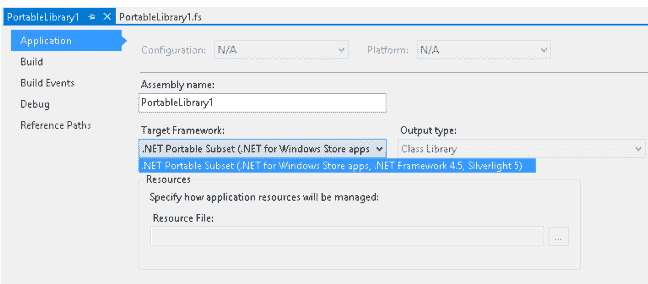 PortableLibrary1
PortableLibrary1.fs
Application
Build
Build Events
Debug
Reference Paths
Configuration: N/A
Platform: N/A
Assembly name:
PortableLibrary1
Target Framework:
Output type:
.NET Portable Subset (.NET for Windows Store apps
Class Library
.NET Portable Subset (.NET for Windows Store apps, .NET Framework 4.5, Silverlight 5)
Resources
Specify how application resources will be managed:
Resource File:
...